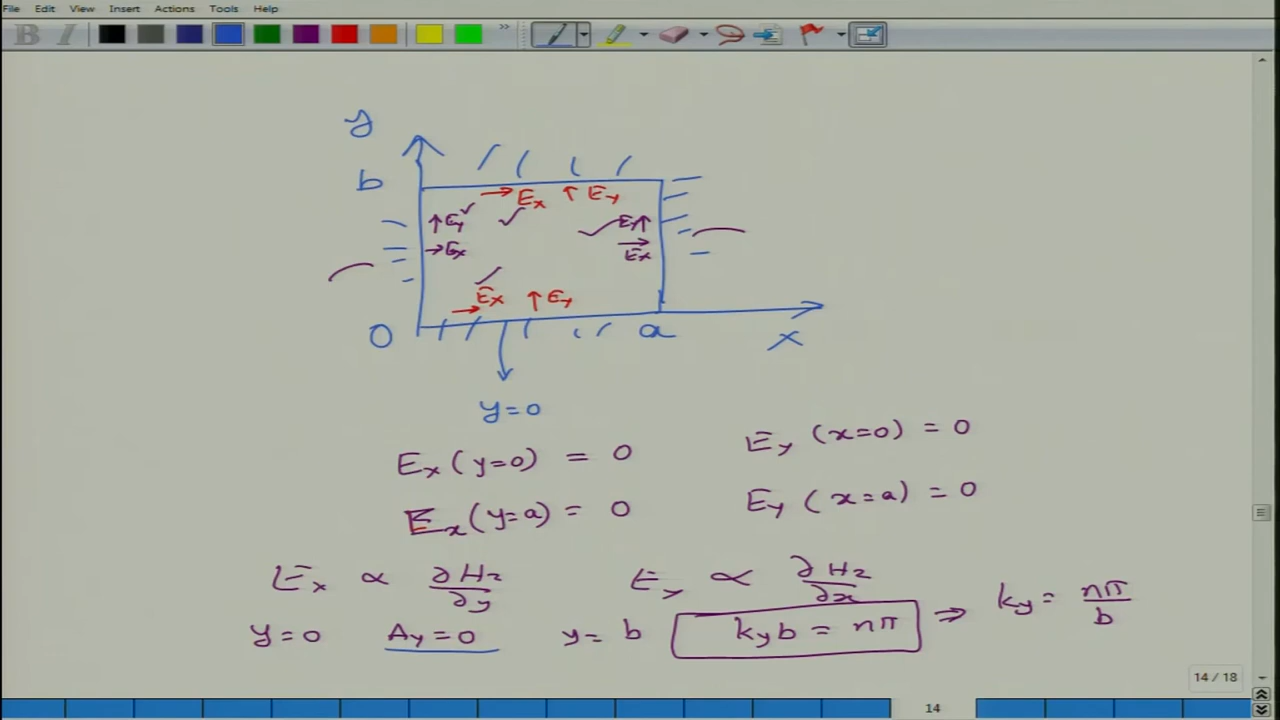 File Edit View Insert Actions Tools Help
B I
y
b
→ Ex ↑ Ey
↑ Ey Ey ↑
→ Ex → Ex
→ Ex ↑ Ey
0 a x
y=0
Ex (y=0) = 0 Ey (x=0) = 0
Ex (y=a) = 0 Ey (x=a) = 0
Ex ∝ ∂Hz/∂y Ey ∝ ∂Hz/∂x
y=0 Ay=0 y= b kyb = nπ ⇒ ky = nπ/b
14 / 18
14